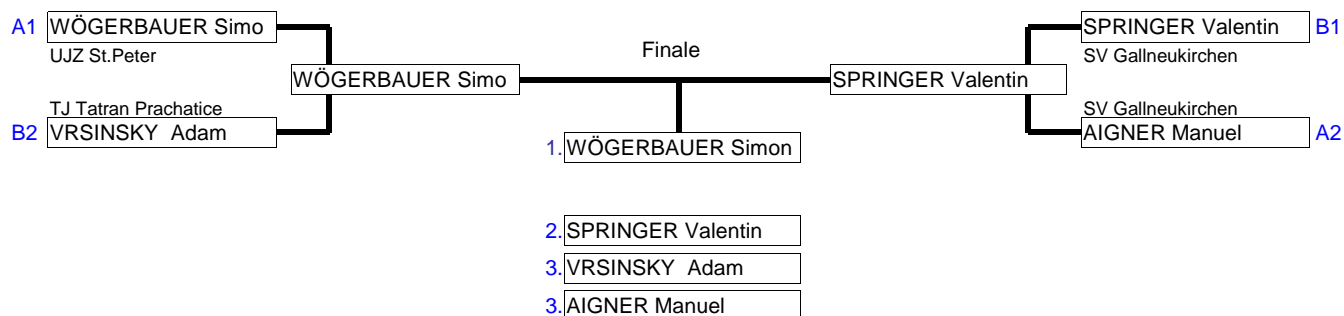 A1 WÖGERBAUER Simo
UJZ St.Peter
TJ Tatran Prachatice
B2 VRSINSKY Adam
WÖGERBAUER Simo
Finale
SPRINGER Valentin
SPRINGER Valentin B1
SV Gallneukirchen
SV Gallneukirchen
AIGNER Manuel A2
1. WÖGERBAUER Simon
2. SPRINGER Valentin
3. VRSINSKY Adam
3. AIGNER Manuel